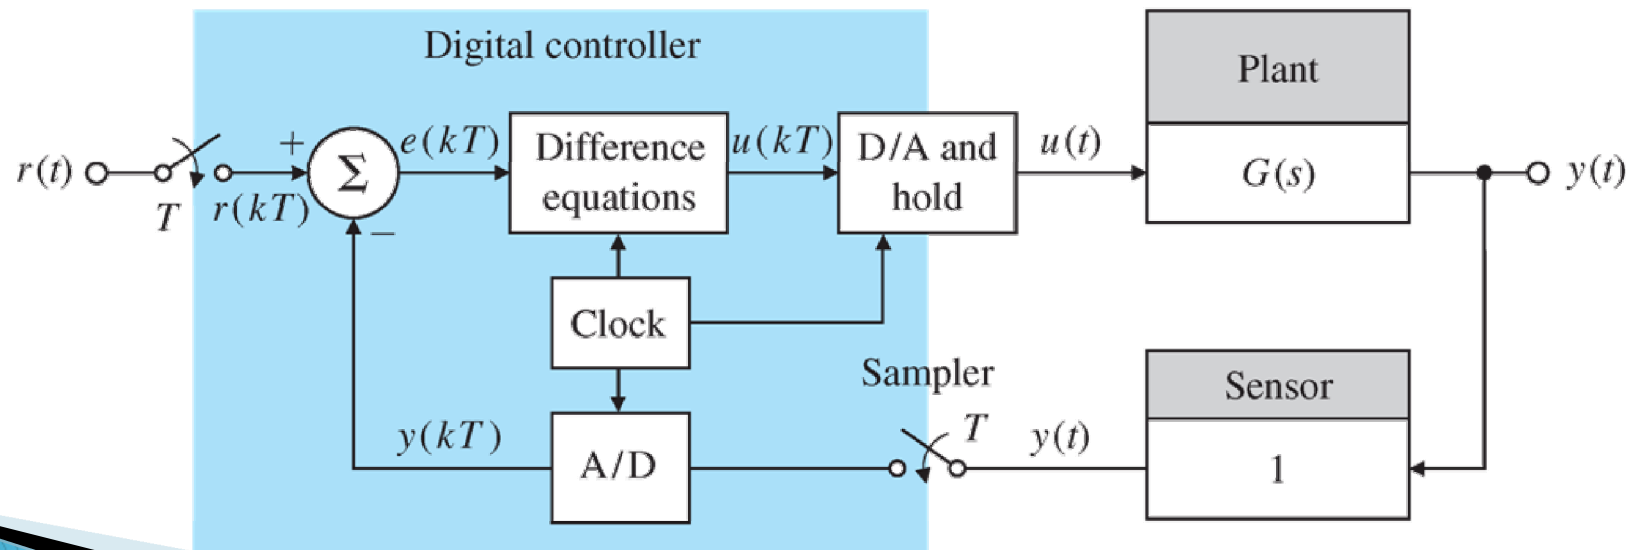 Digital controller
Plant
r(t)
T
r(kT)
+
Σ
−
e(kT)
Difference
equations
u(kT)
D/A and
hold
u(t)
G(s)
y(t)
Clock
Sampler
T
Sensor
1
y(t)
A/D
y(kT)